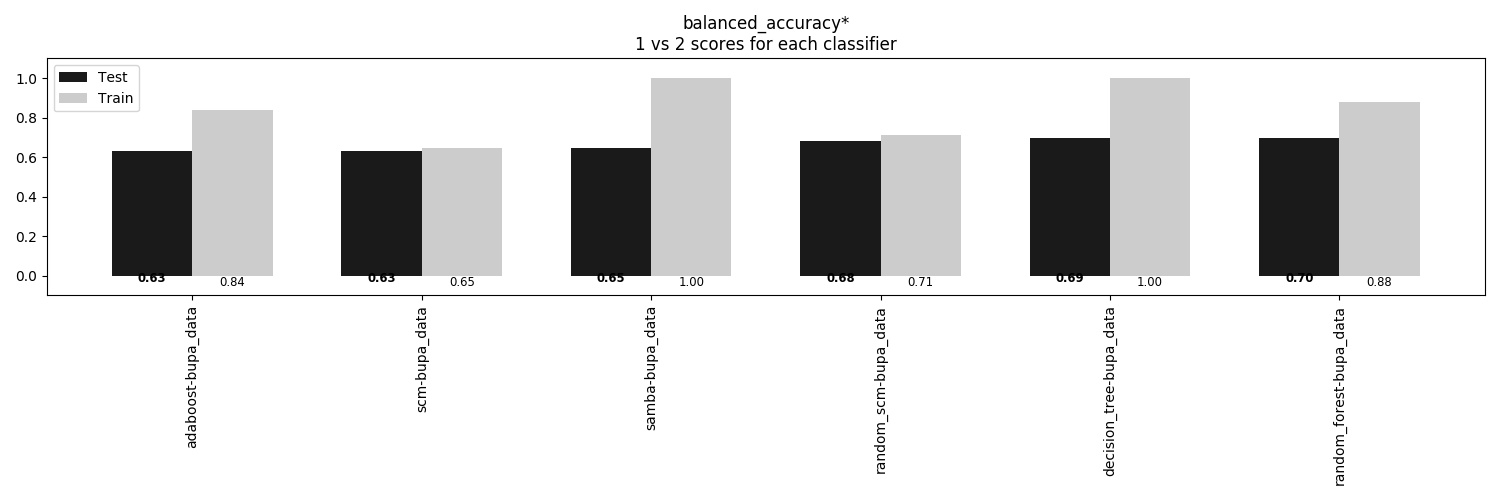 balanced_accuracy*
1 vs 2 scores for each classifier
Test
Train
1.0
0.8
0.6
0.4
0.2
0.0
0.63
0.84
0.63
0.65
0.65
1.00
0.68
0.71
0.69
1.00
0.70
0.88
adaboost-bupa_data
scm-bupa_data
samba-bupa_data
random_scm-bupa_data
decision_tree-bupa_data
random_forest-bupa_data